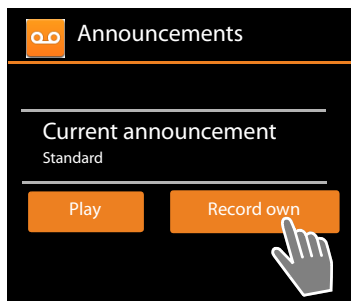 Announcements
Current announcement
Standard
Play
Record own